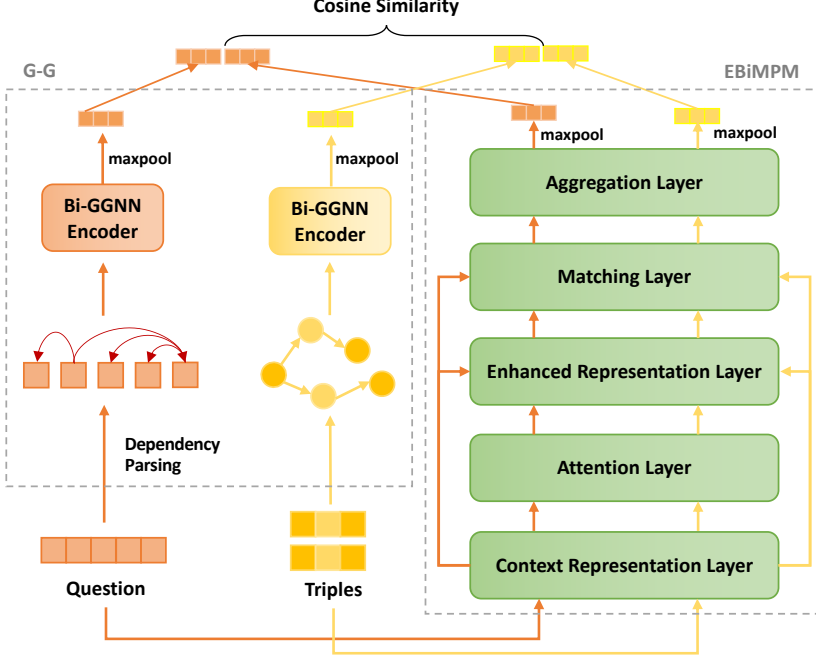 Cosine Similarity
G-G
EBiMPM
maxpool
maxpool
maxpool
maxpool
Bi-GGNN
Encoder
Bi-GGNN
Encoder
Aggregation Layer
Matching Layer
Enhanced Representation Layer
Dependency
Parsing
Attention Layer
Context Representation Layer
Question
Triples